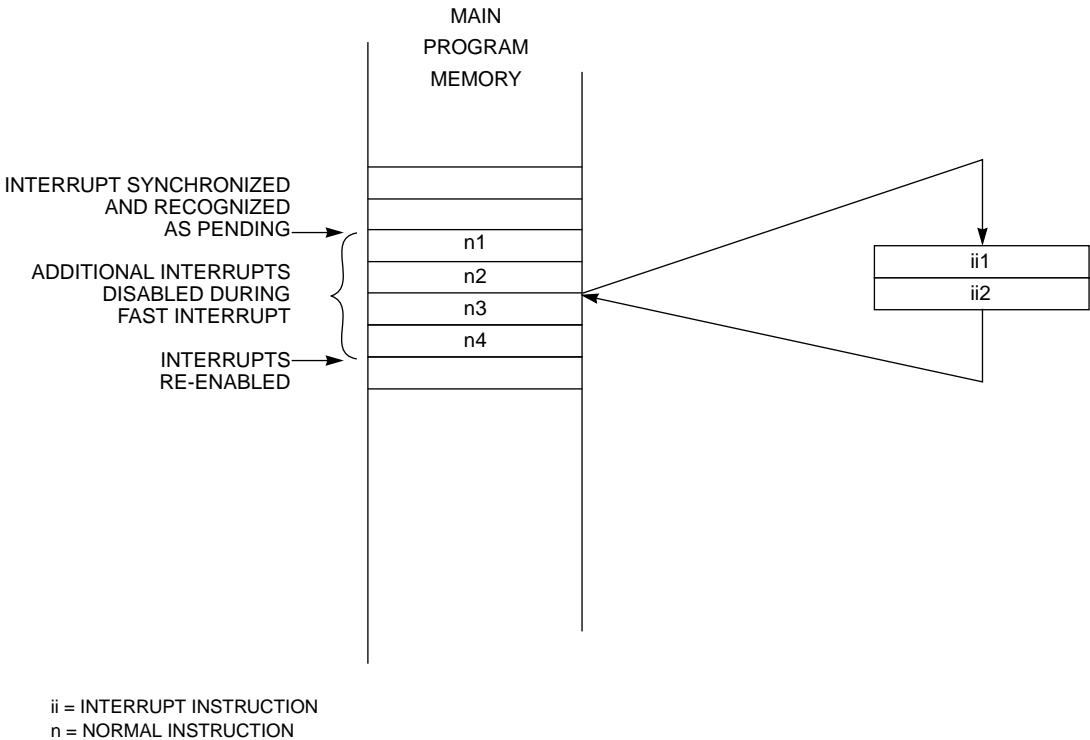 MAIN
PROGRAM
MEMORY
INTERRUPT SYNCHRONIZED
AND RECOGNIZED
AS PENDING
ADDITIONAL INTERRUPTS
DISABLED DURING
FAST INTERRUPT
INTERRUPTS
RE-ENABLED
n1
n2
n3
n4
ii1
ii2
ii = INTERRUPT INSTRUCTION
n = NORMAL INSTRUCTION